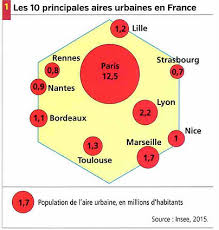 1 Les 10 principales aires urbaines en France
1,2 Lille
Rennes
0,8
Paris
12,5
Strasbourg
0,7
0,9 Nantes
Lyon
2,2
1,1 Bordeaux
1 Nice
1,3
Toulouse
Marseille
1,7
1,7 Population de l'aire urbaine, en millions d'habitants
Source : Insee, 2015.